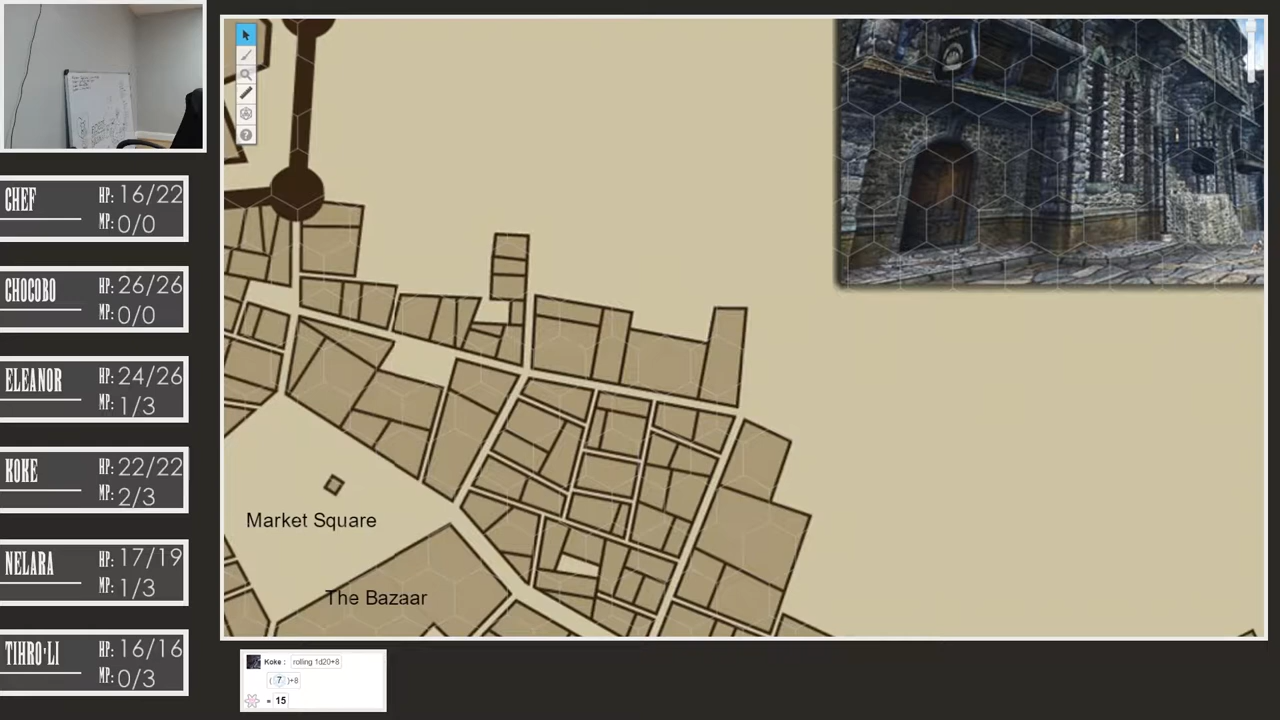 CHEF
HP: 16/22
MP: 0/0
CHOCOBO
HP: 26/26
MP: 0/0
ELEANOR
HP: 24/26
MP: 1/3
KOKE
HP: 22/22
MP: 2/3
NELARA
HP: 17/19
MP: 1/3
TIHRO'LI
HP: 16/16
MP: 0/3
?
Market Square
The Bazaar
Koke : rolling 1d20+8
(7)+8
= 15